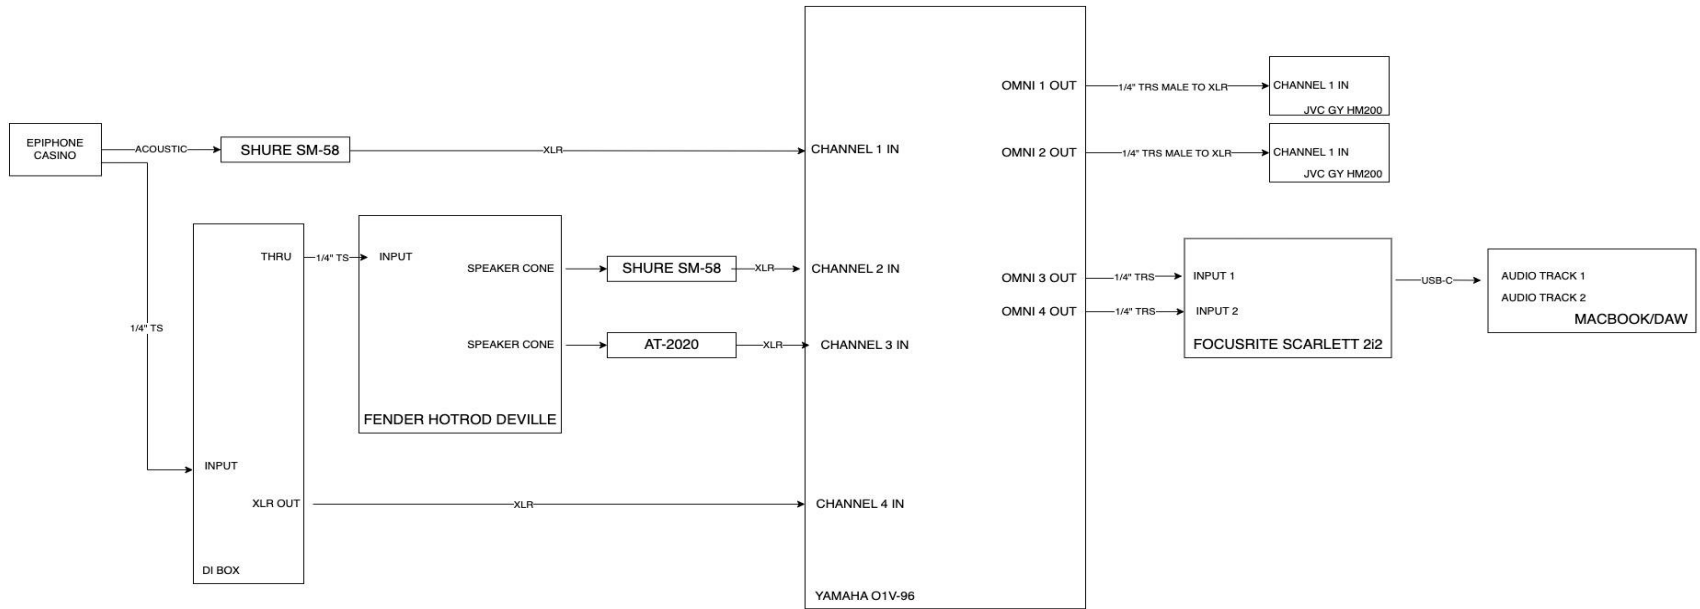 EPIPHONE
CASINO
ACOUSTIC
SHURE SM-58
XLR
CHANNEL 1 IN
1/4" TS
INPUT
THRU
XLR OUT
DI BOX
1/4" TS
INPUT
SPEAKER CONE
SPEAKER CONE
FENDER HOTROD DEVILLE
SHURE SM-58
XLR
CHANNEL 2 IN
AT-2020
XLR
CHANNEL 3 IN
XLR
CHANNEL 4 IN
YAMAHA O1V-96
OMNI 1 OUT
1/4" TRS MALE TO XLR
CHANNEL 1 IN
JVC GY HM200
OMNI 2 OUT
1/4" TRS MALE TO XLR
CHANNEL 1 IN
JVC GY HM200
OMNI 3 OUT
1/4" TRS
INPUT 1
OMNI 4 OUT
1/4" TRS
INPUT 2
FOCUSRITE SCARLETT 2i2
USB-C
AUDIO TRACK 1
AUDIO TRACK 2
MACBOOK/DAW